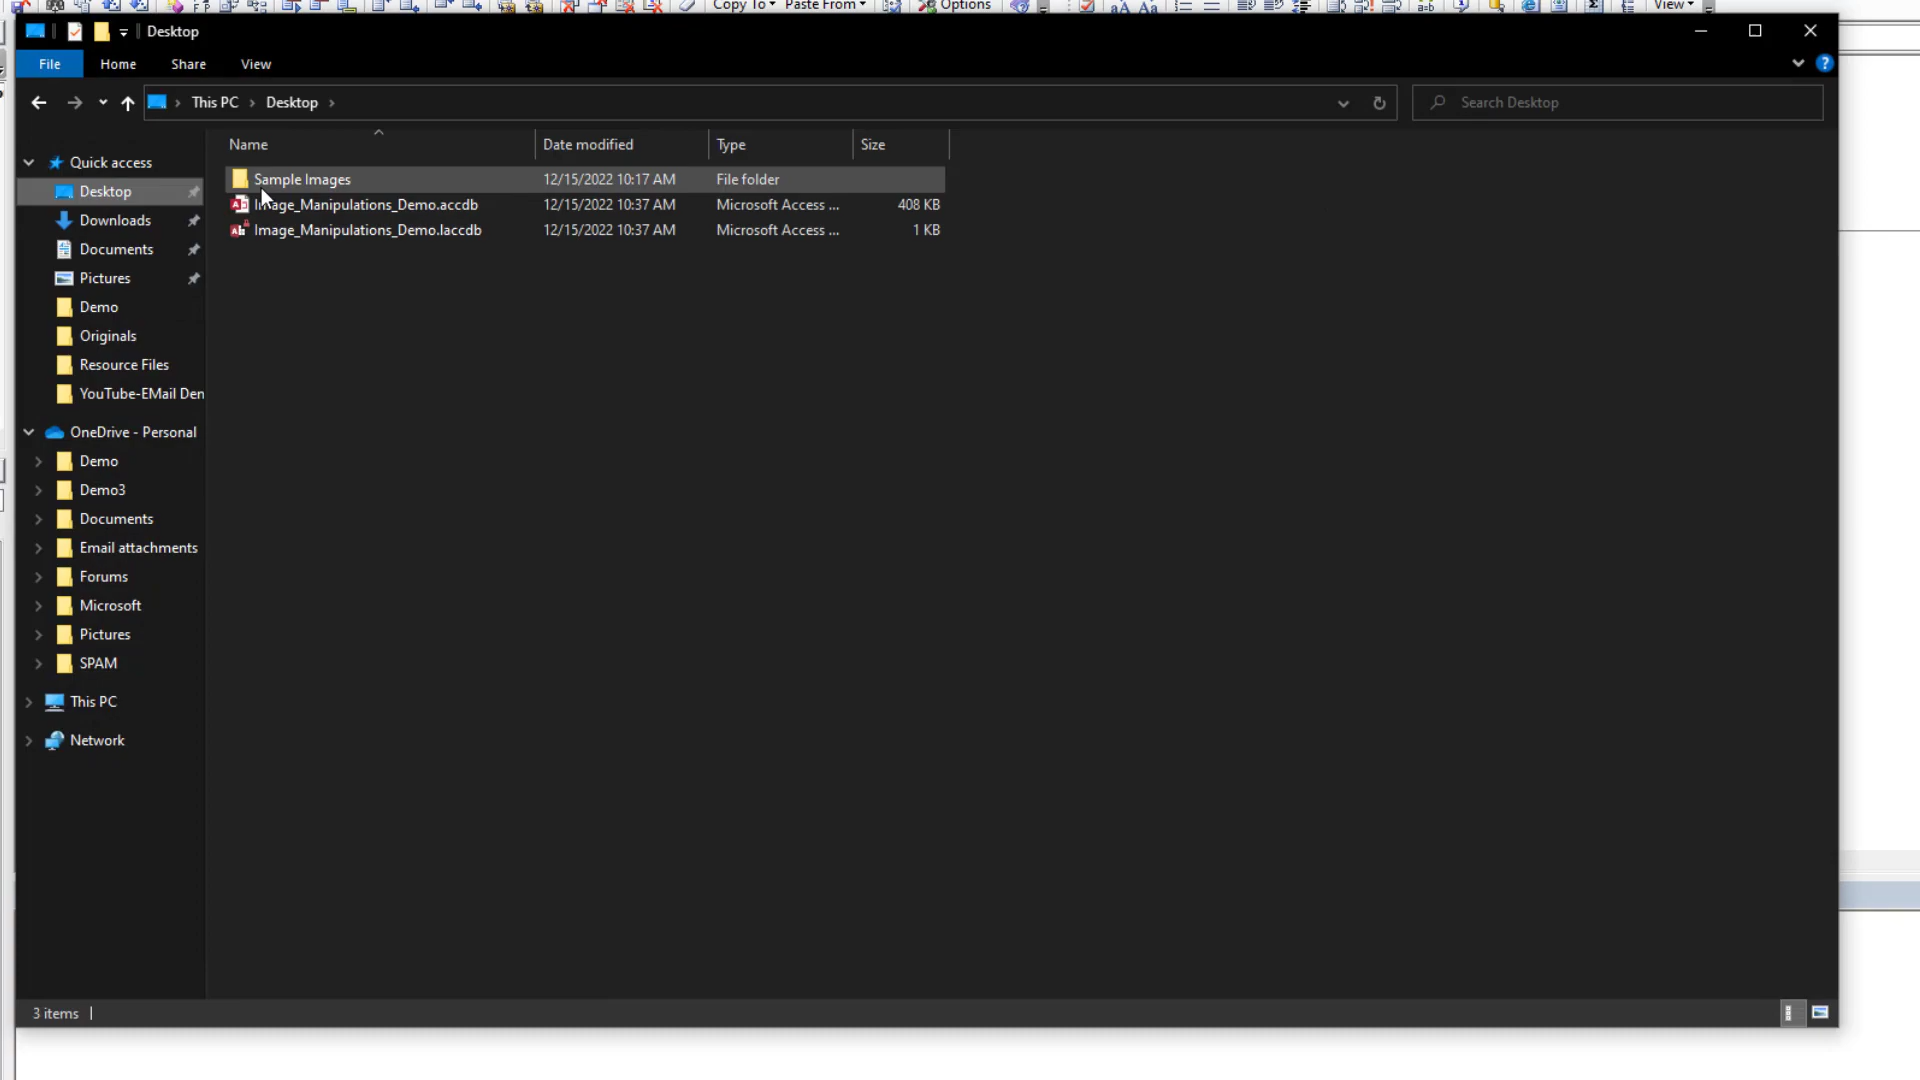 Copy To
Paste From
Options
View
Desktop
File
Home
Share
View
This PC
Desktop
Search Desktop
Name
Date modified
Type
Size
Quick access
Desktop
Downloads
Documents
Pictures
Demo
Originals
Resource Files
YouTube-EMail Den
OneDrive - Personal
Demo
Demo3
Documents
Email attachments
Forums
Microsoft
Pictures
SPAM
This PC
Network
Sample Images 12/15/2022 10:17 AM File folder
Image_Manipulations_Demo.accdb 12/15/2022 10:37 AM Microsoft Access ... 408 KB
Image_Manipulations_Demo.laccdb 12/15/2022 10:37 AM Microsoft Access ... 1 KB
3 items